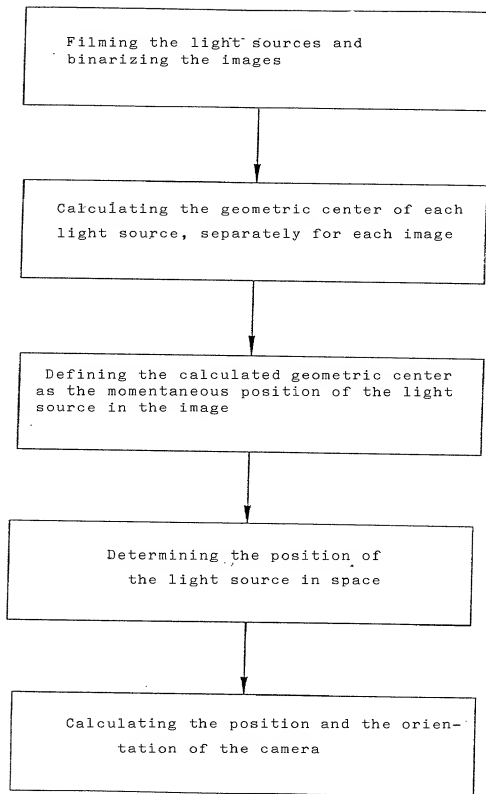 Filming the light sources and
binarizing the images
Calculating the geometric center of each
light source, separately for each image
Defining the calculated geometric center
as the momentaneous position of the light
source in the image
Determining the position of
the light source in space
Calculating the position and the orien-
tation of the camera